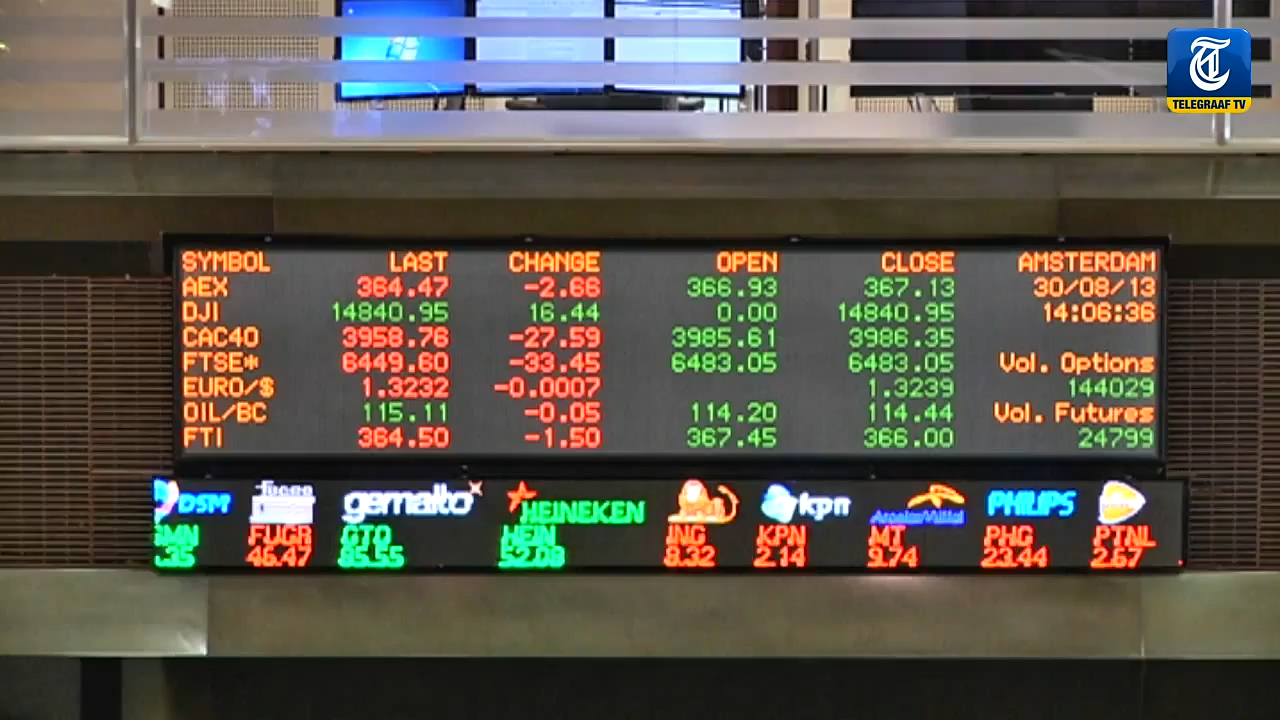 TELEGRAAF TV
SYMBOL LAST CHANGE OPEN CLOSE AMSTERDAM
AEX 364.47 -2.66 366.93 367.13 30/08/13
DJI 14840.95 16.44 0.00 14840.95 14:06:36
CAC40 3958.76 -27.59 3985.61 3986.35
FTSE* 6449.60 -33.45 6483.05 6483.05 Vol. Options
EURO/$ 1.3232 -0.0007 1.3239 144029
OIL/BC 115.11 -0.05 114.20 114.44 Vol. Futures
FTI 364.50 -1.50 367.45 366.00 24799
DSM gemalto HEINEKEN kpn ArcelorMittal PHILIPS
FUGR GTO HEIN ING KPN MT PHG PTNL
.35 46.47 85.55 52.08 8.32 2.14 9.74 23.44 2.67